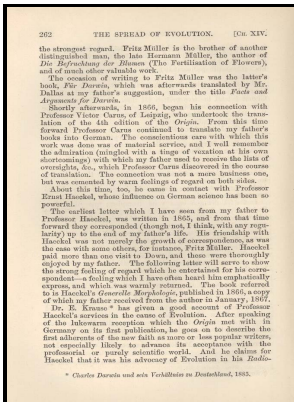 262 THE SPREAD OF EVOLUTION. [CH. XIV.
the strongest regard. Fritz Müller is the brother of another
distinguished man, the late Hermann Müller, the author of
Die Befruchtung der Blumen (The Fertilisation of Flowers),
and of much other valuable work.
The occasion of writing to Fritz Müller was the latter's
book, Für Darwin, which was afterwards translated by Mr.
Dallas at my father's suggestion, under the title Facts and
Arguments for Darwin.
Shortly afterwards, in 1866, began his connection with
Professor Victor Carus, of Leipzig, who undertook the trans-
lation of the 4th edition of the Origin. From this time
forward Professor Carus continued to translate my father's
books into German. The conscientious care with which this
work was done was of material service, and I well remember
the admiration (mingled with a tinge of vexation at his own
shortcomings) with which my father used to receive the lists of
oversights, &c., which Professor Carus discovered in the course
of translation. The connection was not a mere business one,
but was cemented by warm feelings of regard on both sides.
About this time, too, he came in contact with Professor
Ernst Haeckel, whose influence on German science has been so
powerful.
The earliest letter which I have seen from my father to
Professor Haeckel, was written in 1865, and from that time
forward they corresponded (though not, I think, with any regu-
larity) up to the end of my father's life. His friendship with
Haeckel was not merely the growth of correspondence, as was
the case with some others, for instance, Fritz Müller. Haeckel
paid more than one visit to Down, and these were thoroughly
enjoyed by my father. The following letter will serve to show
the strong feeling of regard which he entertained for his corre-
spondent—a feeling which I have often heard him emphatically
express, and which was warmly returned. The book referred
to is Haeckel's Generelle Morphologie, published in 1866, a copy
of which my father received from the author in January, 1867.
Dr. E. Krause * has given a good account of Professor
Haeckel's services in the cause of Evolution. After speaking
of the lukewarm reception which the Origin met with in
Germany on its first publication, he goes on to describe the
first adherents of the new faith as more or less popular writers,
not especially likely to advance its acceptance with the
professorial or purely scientific world. And he claims for
Haeckel that it was his advocacy of Evolution in his Radio-
* Charles Darwin und sein Verhältniss zu Deutschland, 1885.